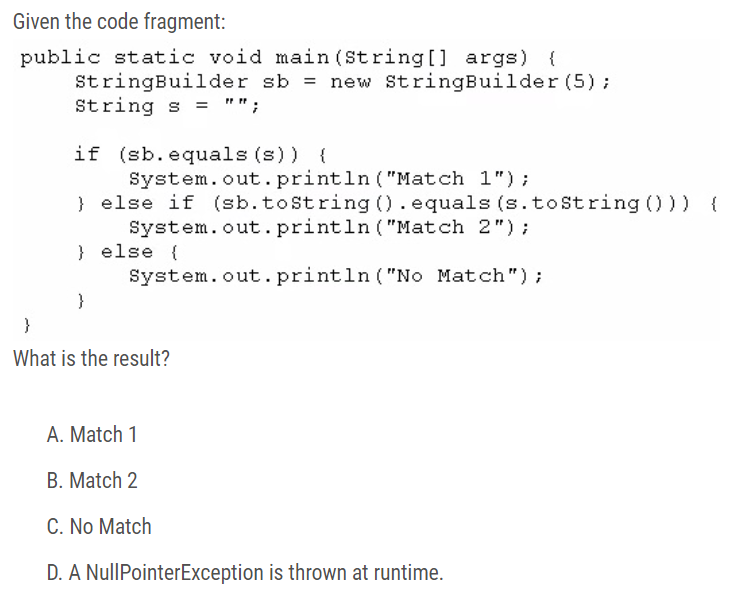 Given the code fragment:
public static void main(String[] args) {
StringBuilder sb = new StringBuilder(5);
String s = "";
if (sb.equals(s)) {
System.out.println("Match 1");
} else if (sb.toString().equals(s.toString())) {
System.out.println("Match 2");
} else {
System.out.println("No Match");
}
}
What is the result?
A. Match 1
B. Match 2
C. No Match
D. A NullPointerException is thrown at runtime.